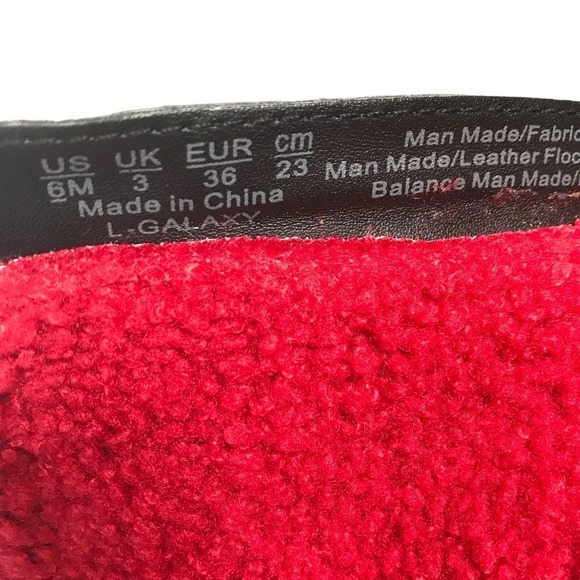 US UK EUR cm
6M 3 36 23
Made in China
L-GALAXY
Man Made/Fabric
Man Made/Leather Floc
Balance Man Made/